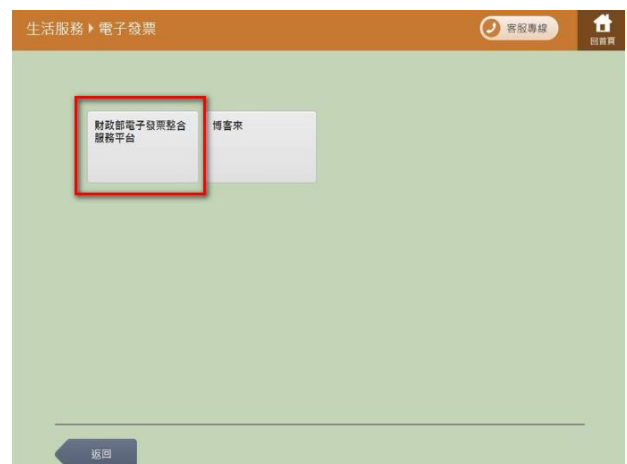 生活服務 ▶ 電子發票
客服專線
回首頁
財政部電子發票整合
服務平台
博客來
返回